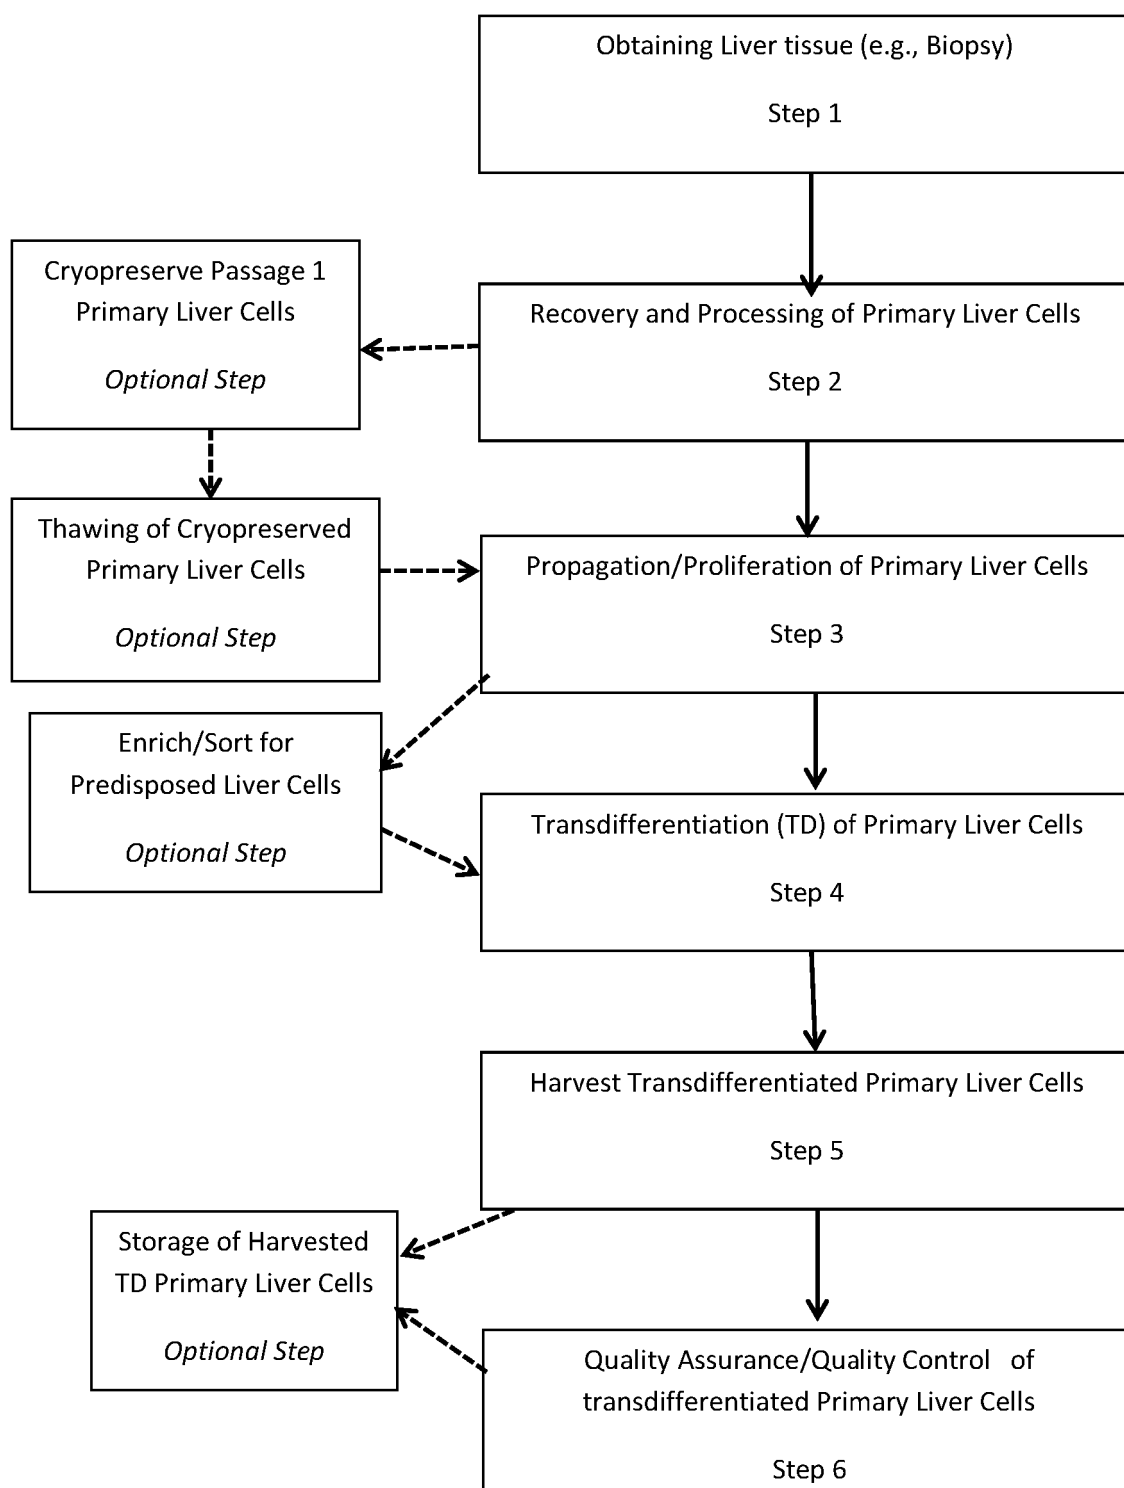 Obtaining Liver tissue (e.g., Biopsy)
Step 1
Cryopreserve Passage 1
Primary Liver Cells
Optional Step
Recovery and Processing of Primary Liver Cells
Step 2
Thawing of Cryopreserved
Primary Liver Cells
Optional Step
Propagation/Proliferation of Primary Liver Cells
Step 3
Enrich/Sort for
Predisposed Liver Cells
Optional Step
Transdifferentiation (TD) of Primary Liver Cells
Step 4
Harvest Transdifferentiated Primary Liver Cells
Step 5
Storage of Harvested
TD Primary Liver Cells
Optional Step
Quality Assurance/Quality Control of
transdifferentiated Primary Liver Cells
Step 6